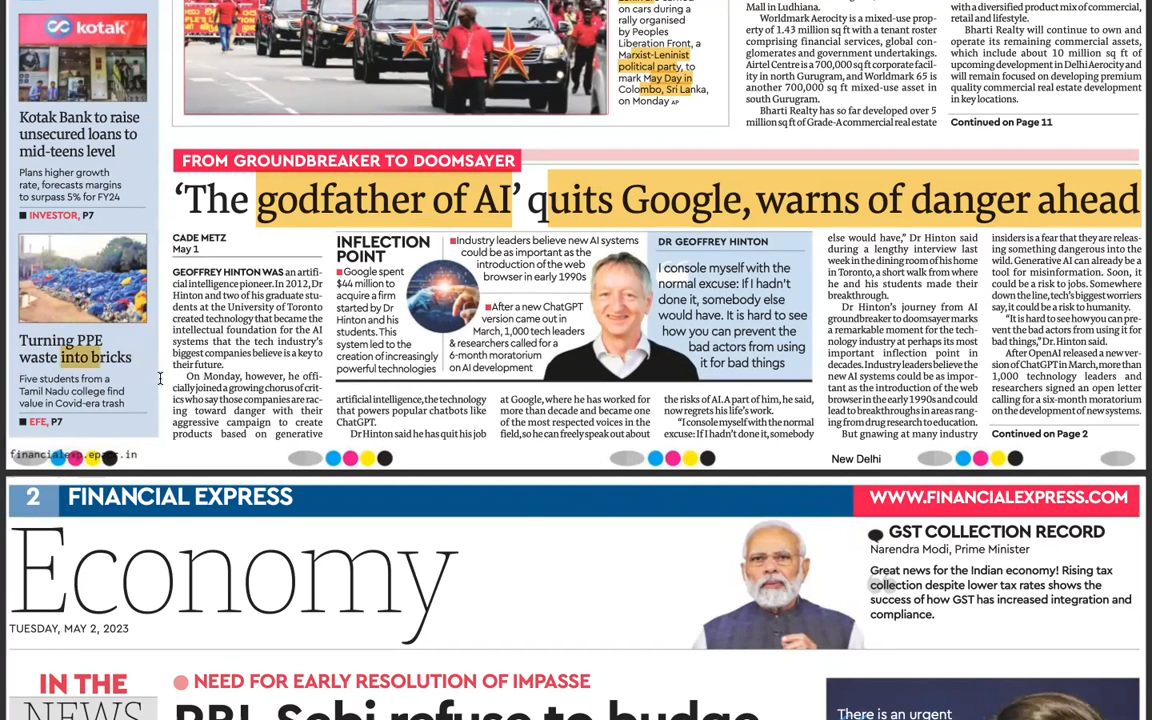 kotak
Kotak Bank to raise
unsecured loans to
mid-teens level
Plans higher growth
rate, forecasts margins
to surpass 5% for FY24
INVESTOR, P7
Turning PPE
waste into bricks
Five students from a
Tamil Nadu college find
value in Covid-era trash
EFE, P7
on cars during a
rally organised
by Peoples
Liberation Front, a
Marxist-Leninist
political party, to
mark May Day in
Colombo, Sri Lanka,
on Monday AP
Mall in Ludhiana.
Worldmark Aerocity is a mixed-use prop-
erty of 1.43 million sq ft with a tenant roster
comprising financial services, global con-
glomerates and government undertakings.
Airtel Centre is a 700,000 sq ft corporate facil-
ity in north Gurugram, and Worldmark 65 is
another 700,000 sq ft mixed-use asset in
south Gurugram.
Bharti Realty has so far developed over 5
million sq ft of Grade-A commercial real estate
with a diversified product mix of commercial,
retail and lifestyle.
Bharti Realty will continue to own and
operate its remaining commercial assets,
which include about 10 million sq ft of
upcoming development in Delhi Aerocity and
will remain focused on developing premium
quality commercial real estate development
in key locations.
Continued on Page 11
FROM GROUNDBREAKER TO DOOMSAYER
‘The godfather of AI’ quits Google, warns of danger ahead
CADE METZ
May 1
GEOFFREY HINTON WAS an artifi-
cial intelligence pioneer. In 2012, Dr
Hinton and two of his graduate stu-
dents at the University of Toronto
created technology that became the
intellectual foundation for the AI
systems that the tech industry’s
biggest companies believe is a key to
their future.
On Monday, however, he offi-
cially joined a growing chorus of crit-
ics who say those companies are rac-
ing toward danger with their
aggressive campaign to create
products based on generative
INFLECTION
POINT
Google spent
$44 million to
acquire a firm
started by Dr
Hinton and his
students. This
system led to the
creation of increasingly
powerful technologies
Industry leaders believe new AI systems
could be as important as the
introduction of the web
browser in early 1990s
After a new ChatGPT
version came out in
March, 1,000 tech leaders
& researchers called for a
6-month moratorium
on AI development
DR GEOFFREY HINTON
I console myself with the
normal excuse: If I hadn't
done it, somebody else
would have. It is hard to see
how you can prevent the
bad actors from using
it for bad things
artificial intelligence, the technology
that powers popular chatbots like
ChatGPT.
Dr Hinton said he has quit his job
at Google, where he has worked for
more than decade and became one
of the most respected voices in the
field, so he can freely speak out about
the risks of AI. A part of him, he said,
now regrets his life’s work.
“I console myself with the normal
excuse: If I hadn’t done it, somebody
else would have,” Dr Hinton said
during a lengthy interview last
week in the dining room of his home
in Toronto, a short walk from where
he and his students made their
breakthrough.
Dr Hinton’s journey from AI
groundbreaker to doomsayer marks
a remarkable moment for the tech-
nology industry at perhaps its most
important inflection point in
decades. Industry leaders believe the
new AI systems could be as impor-
tant as the introduction of the web
browser in the early 1990s and could
lead to breakthroughs in areas rang-
ing from drug research to education.
But gnawing at many industry
insiders is a fear that they are releas-
ing something dangerous into the
wild. Generative AI can already be a
tool for misinformation. Soon, it
could be a risk to jobs. Somewhere
down the line, tech’s biggest worriers
say, it could be a risk to humanity.
“It is hard to see how you can pre-
vent the bad actors from using it for
bad things,” Dr. Hinton said.
After OpenAI released a new ver-
sion of ChatGPT in March, more than
1,000 technology leaders and
researchers signed an open letter
calling for a six-month moratorium
on the development of new systems.
Continued on Page 2
New Delhi
2 FINANCIAL EXPRESS
WWW.FINANCIALEXPRESS.COM
Economy
TUESDAY, MAY 2, 2023
GST COLLECTION RECORD
Narendra Modi, Prime Minister
Great news for the Indian economy! Rising tax
collection despite lower tax rates shows the
success of how GST has increased integration and
compliance.
IN THE
NEWS
NEED FOR EARLY RESOLUTION OF IMPASSE
RBI, Sebi refuse to budge
There is an urgent